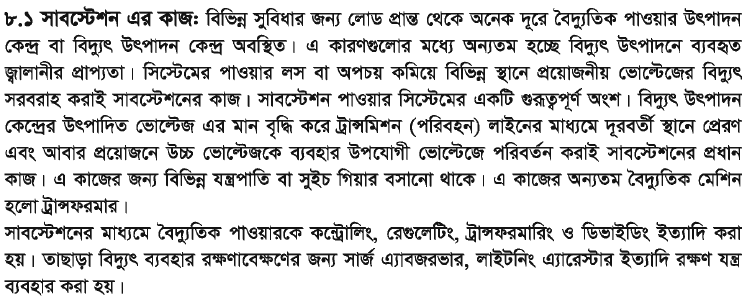 ৮.১ সাবস্টেশন এর কাজ: বিভিন্ন সুবিধার জন্য লোড প্রান্ত থেকে অনেক দূরে বৈদ্যুতিক পাওয়ার উৎপাদন
কেন্দ্র বা বিদ্যুৎ উৎপাদন কেন্দ্র অবস্থিত। এ কারণগুলোর মধ্যে অন্যতম হচ্ছে বিদ্যুৎ উৎপাদনে ব্যবহৃত
জ্বালানীর প্রাপ্যতা। সিস্টেমের পাওয়ার লস বা অপচয় কমিয়ে বিভিন্ন স্থানে প্রয়োজনীয় ভোল্টেজের বিদ্যুৎ
সরবরাহ করাই সাবস্টেশনের কাজ। সাবস্টেশন পাওয়ার সিস্টেমের একটি গুরুত্বপূর্ণ অংশ। বিদ্যুৎ উৎপাদন
কেন্দ্রের উৎপাদিত ভোল্টেজ এর মান বৃদ্ধি করে ট্রান্সমিশন (পরিবহন) লাইনের মাধ্যমে দূরবর্তী স্থানে প্রেরণ
এবং আবার প্রয়োজনে উচ্চ ভোল্টেজকে ব্যবহার উপযোগী ভোল্টেজে পরিবর্তন করাই সাবস্টেশনের প্রধান
কাজ। এ কাজের জন্য বিভিন্ন যন্ত্রপাতি বা সুইচ গিয়ার বসানো থাকে। এ কাজের অন্যতম বৈদ্যুতিক মেশিন
হলো ট্রান্সফরমার।
সাবস্টেশনের মাধ্যমে বৈদ্যুতিক পাওয়ারকে কন্ট্রোলিং, রেগুলেটিং, ট্রান্সফরমারিং ও ডিভাইডিং ইত্যাদি করা
হয়। তাছাড়া বিদ্যুৎ ব্যবহার রক্ষণাবেক্ষণের জন্য সার্জ এ্যাবজরভার, লাইটনিং এ্যারেস্টার ইত্যাদি রক্ষণ যন্ত্র
ব্যবহার করা হয়।